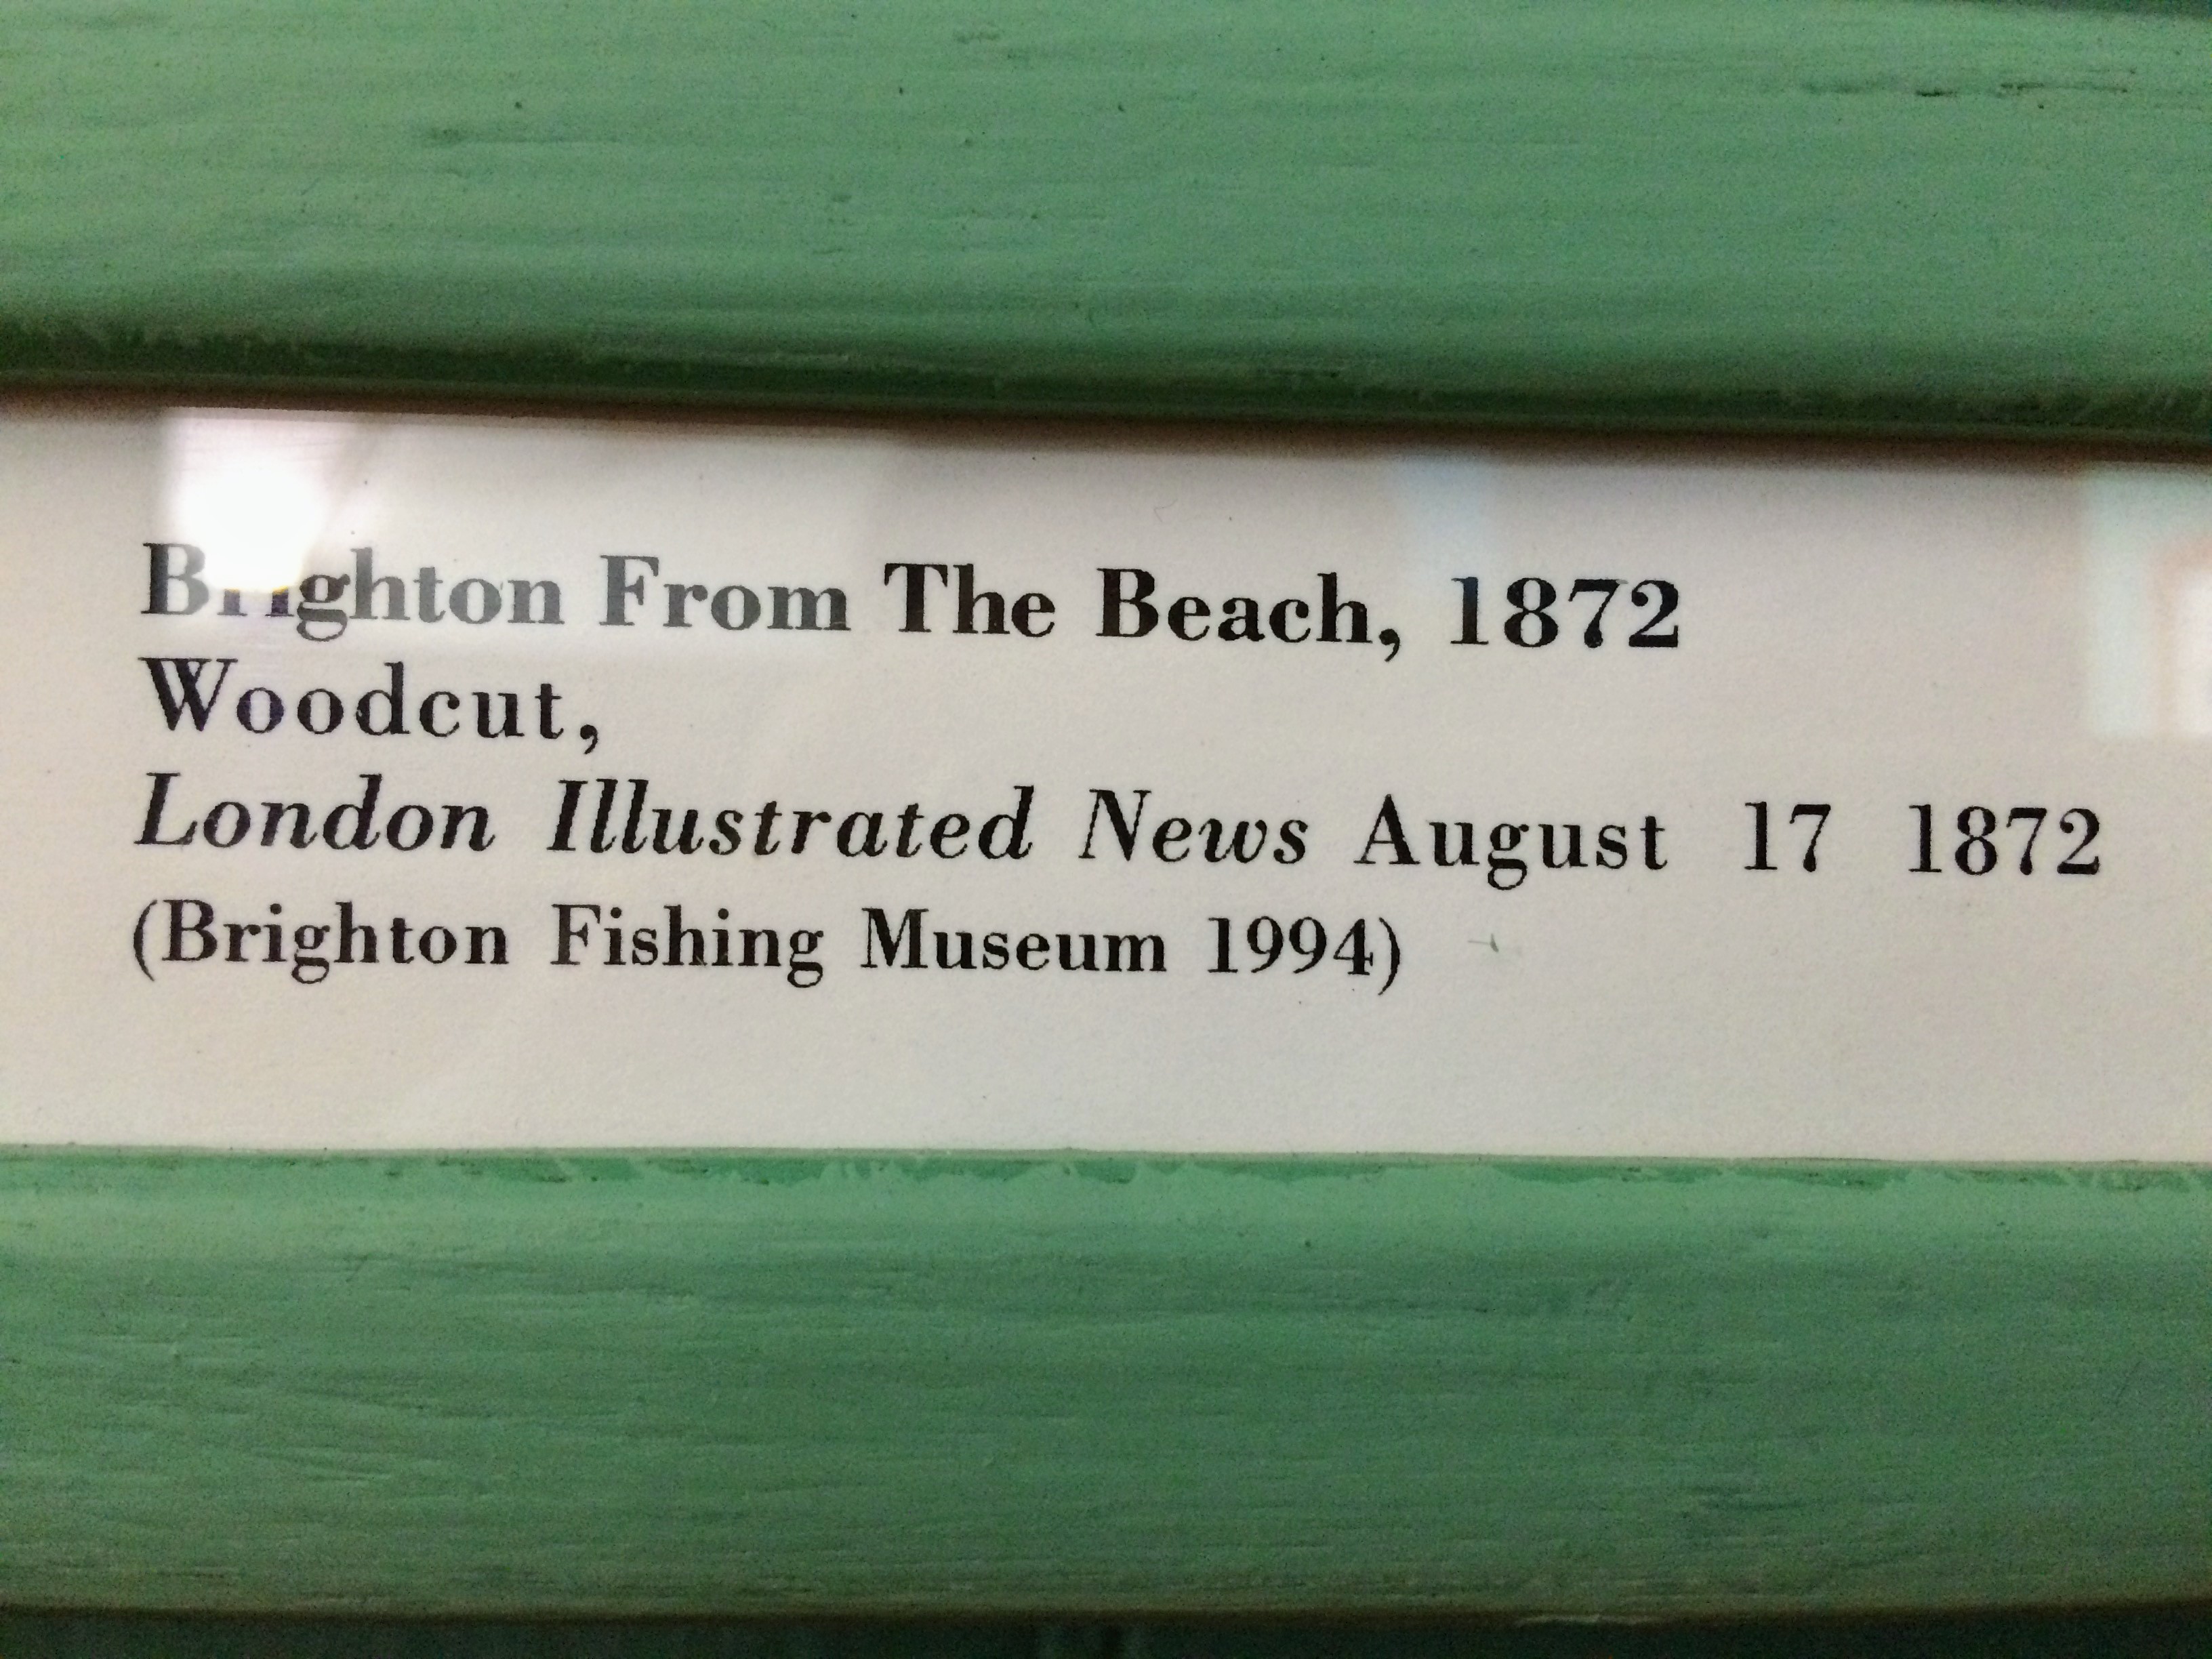 Brighton From The Beach, 1872
Woodcut,
London Illustrated News August 17 1872
(Brighton Fishing Museum 1994)